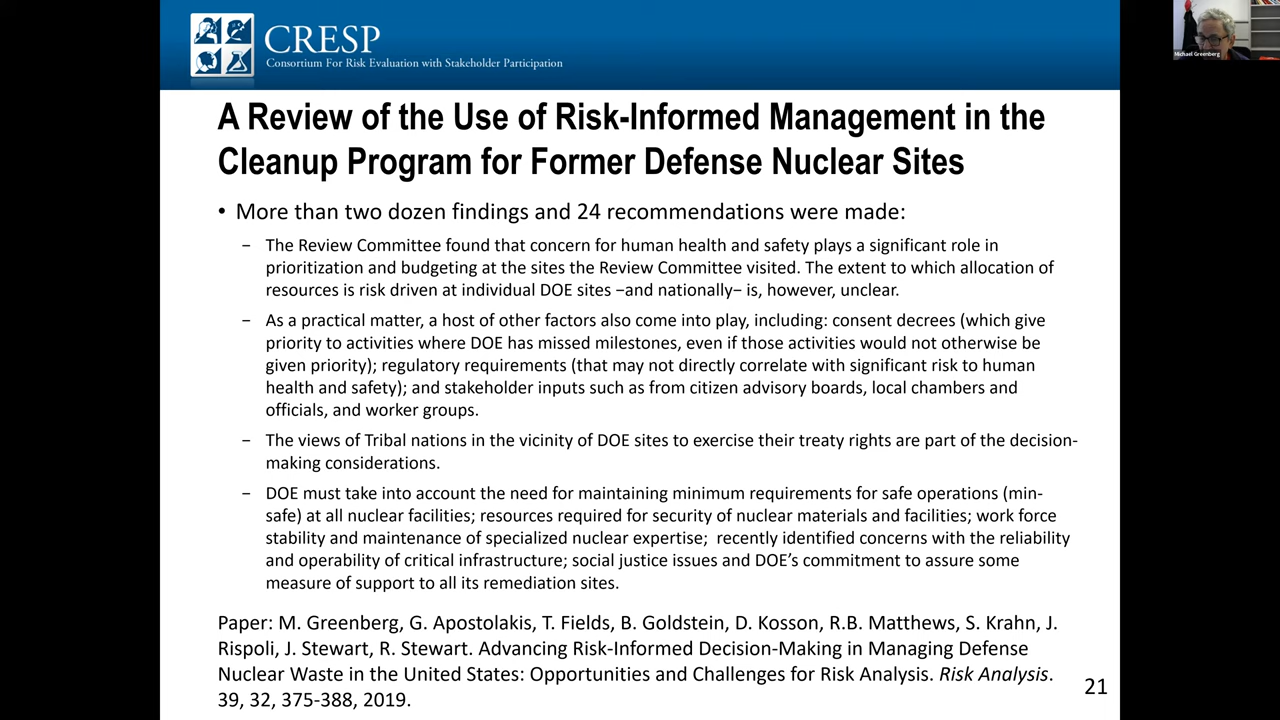 CRESP
Consortium For Risk Evaluation with Stakeholder Participation
Michael Greenberg
A Review of the Use of Risk-Informed Management in the
Cleanup Program for Former Defense Nuclear Sites
• More than two dozen findings and 24 recommendations were made:
− The Review Committee found that concern for human health and safety plays a significant role in
prioritization and budgeting at the sites the Review Committee visited. The extent to which allocation of
resources is risk driven at individual DOE sites −and nationally− is, however, unclear.
− As a practical matter, a host of other factors also come into play, including: consent decrees (which give
priority to activities where DOE has missed milestones, even if those activities would not otherwise be
given priority); regulatory requirements (that may not directly correlate with significant risk to human
health and safety); and stakeholder inputs such as from citizen advisory boards, local chambers and
officials, and worker groups.
− The views of Tribal nations in the vicinity of DOE sites to exercise their treaty rights are part of the decision-
making considerations.
− DOE must take into account the need for maintaining minimum requirements for safe operations (min-
safe) at all nuclear facilities; resources required for security of nuclear materials and facilities; work force
stability and maintenance of specialized nuclear expertise;  recently identified concerns with the reliability
and operability of critical infrastructure; social justice issues and DOE’s commitment to assure some
measure of support to all its remediation sites.
Paper: M. Greenberg, G. Apostolakis, T. Fields, B. Goldstein, D. Kosson, R.B. Matthews, S. Krahn, J.
Rispoli, J. Stewart, R. Stewart. Advancing Risk-Informed Decision-Making in Managing Defense
Nuclear Waste in the United States: Opportunities and Challenges for Risk Analysis. Risk Analysis.
39, 32, 375-388, 2019.
21